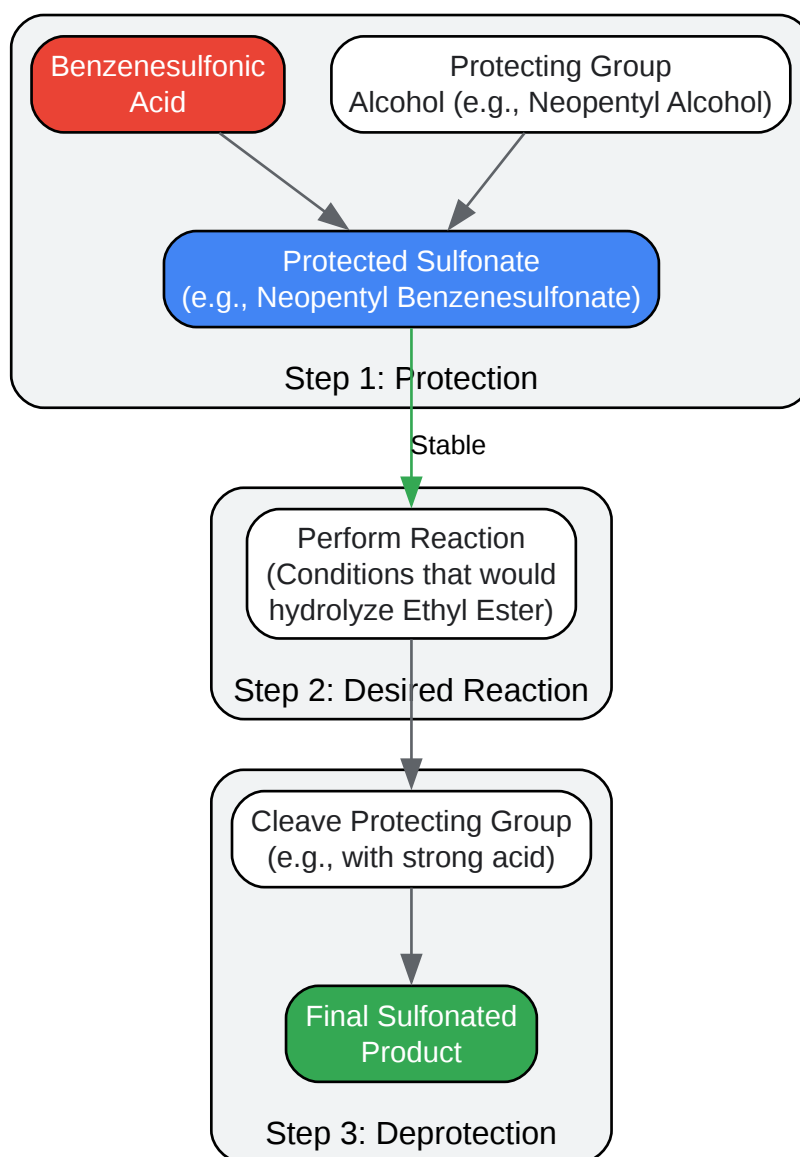 Benzenesulfonic
Acid
Protecting Group
Alcohol (e.g., Neopentyl Alcohol)
Protected Sulfonate
(e.g., Neopentyl Benzenesulfonate)
Step 1: Protection
Stable
Perform Reaction
(Conditions that would
hydrolyze Ethyl Ester)
Step 2: Desired Reaction
Cleave Protecting Group
(e.g., with strong acid)
Final Sulfonated
Product
Step 3: Deprotection